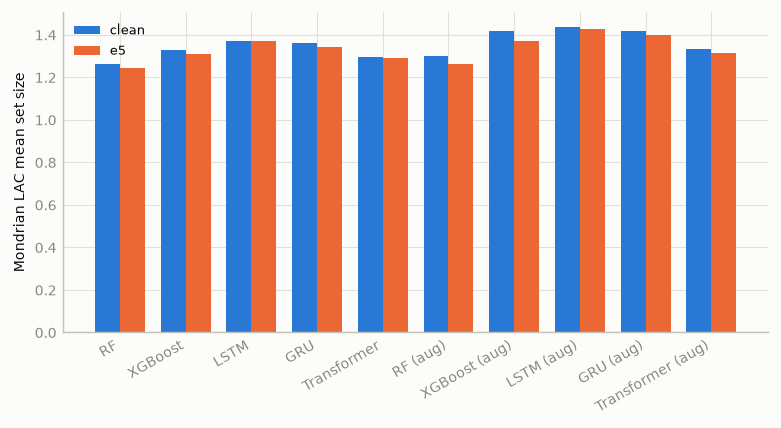 clean
e5
Mondrian LAC mean set size
1.4
1.2
1.0
0.8
0.6
0.4
0.2
0.0
RF
XGBoost
LSTM
GRU
Transformer
RF (aug)
XGBoost (aug)
LSTM (aug)
GRU (aug)
Transformer (aug)